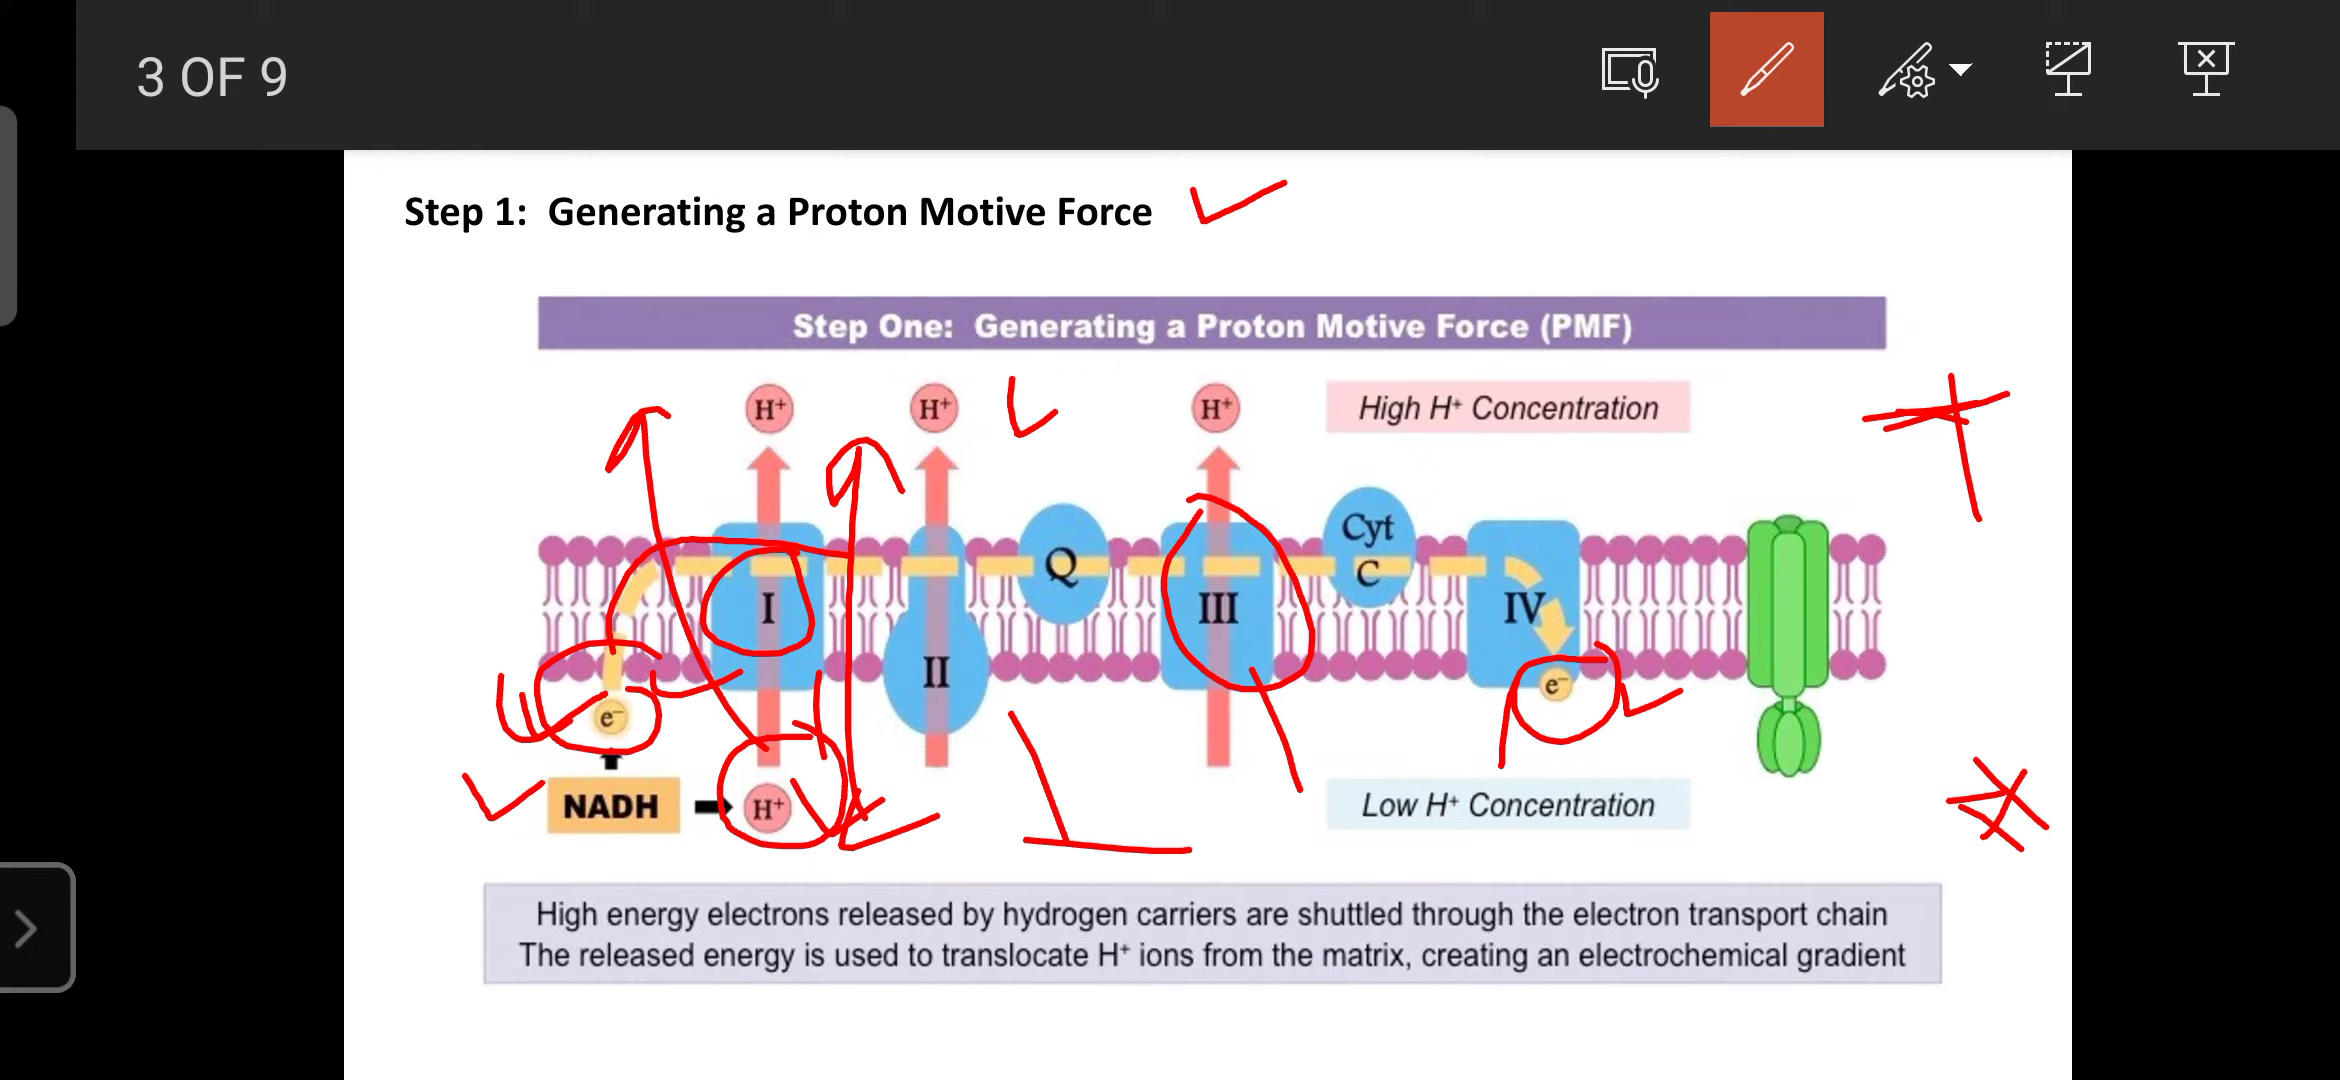 3 OF 9
Step 1: Generating a Proton Motive Force
Step One: Generating a Proton Motive Force (PMF)
H⁺ H⁺ H⁺ High H⁺ Concentration
Cyt
Q C
I III IV
II
e⁻ e⁻
NADH H⁺ Low H⁺ Concentration
High energy electrons released by hydrogen carriers are shuttled through the electron transport chain
The released energy is used to translocate H⁺ ions from the matrix, creating an electrochemical gradient